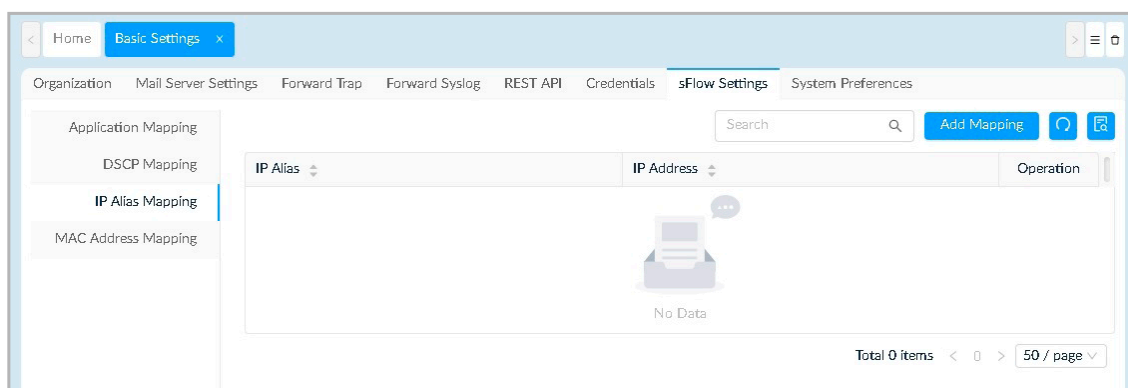 Home Basic Settings ×
Organization Mail Server Settings Forward Trap Forward Syslog REST API Credentials sFlow Settings System Preferences
Application Mapping
DSCP Mapping
IP Alias Mapping
MAC Address Mapping
Search Add Mapping
IP Alias IP Address Operation
No Data
Total 0 items < 0 > 50 / page